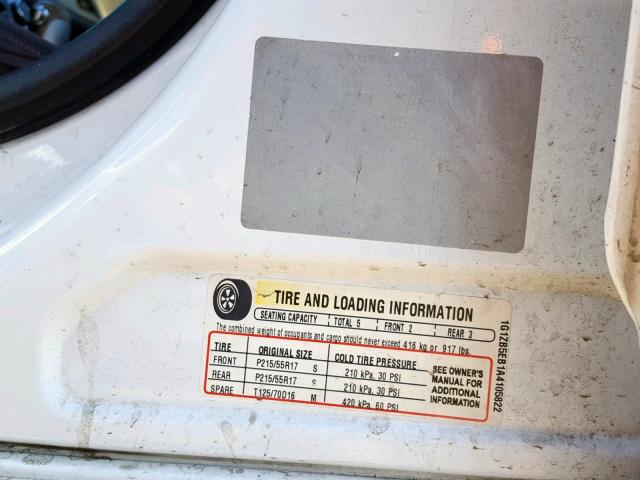 TIRE AND LOADING INFORMATION
SEATING CAPACITY TOTAL 5 FRONT 2 REAR 3
The combined weight of occupants and cargo should never exceed 416 kg or 917 lbs.
TIRE ORIGINAL SIZE COLD TIRE PRESSURE
FRONT P215/55R17 S 210 kPa, 30 PSI
REAR P215/55R17 S 210 kPa, 30 PSI
SPARE T125/70D16 M 420 kPa, 60 PSI
SEE OWNER'S
MANUAL FOR
ADDITIONAL
INFORMATION
1G1ZB5EB1A4105822